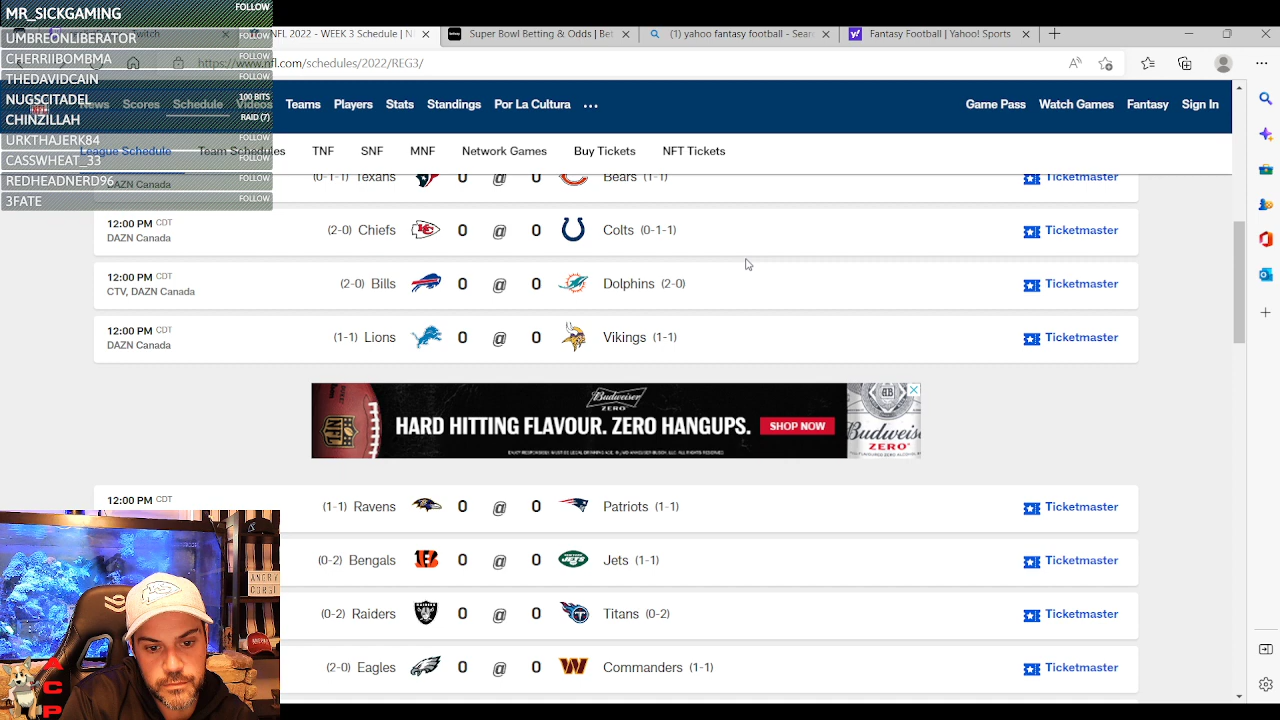 MR_SICKGAMING FOLLOW
UMBREONLIBERATOR FOLLOW
CHERRIIBOMBMA FOLLOW
THEDAVIDCAIN FOLLOW
NUGSCITADEL 100 BITS
CHINZILLAH RAID (7)
URKTHAJERK84 FOLLOW
CASSWHEAT_33 FOLLOW
REDHEADNERD96 FOLLOW
3FATE FOLLOW
NFL 2022 - WEEK 3 Schedule | N
Super Bowl Betting & Odds | Bet
(1) yahoo fantasy football - Sear
Fantasy Football | Yahoo! Sports
https://www.nfl.com/schedules/2022/REG3/
News Scores Schedule Videos Teams Players Stats Standings Por La Cultura ... Game Pass Watch Games Fantasy Sign In
League Schedule Team Schedules TNF SNF MNF Network Games Buy Tickets NFT Tickets
DAZN Canada
(0-1-1) Texans 0 @ 0 Bears (1-1) Ticketmaster
12:00 PM CDT
DAZN Canada
(2-0) Chiefs 0 @ 0 Colts (0-1-1) Ticketmaster
12:00 PM CDT
CTV, DAZN Canada
(2-0) Bills 0 @ 0 Dolphins (2-0) Ticketmaster
12:00 PM CDT
DAZN Canada
(1-1) Lions 0 @ 0 Vikings (1-1) Ticketmaster
Budweiser
ZERO
HARD HITTING FLAVOUR. ZERO HANGUPS.
SHOP NOW
Budweis
ZERO
12:00 PM CDT
(1-1) Ravens 0 @ 0 Patriots (1-1) Ticketmaster
(0-2) Bengals 0 @ 0 Jets (1-1) Ticketmaster
(0-2) Raiders 0 @ 0 Titans (0-2) Ticketmaster
(2-0) Eagles 0 @ 0 Commanders (1-1) Ticketmaster
ANGRY
CORGI
C
P